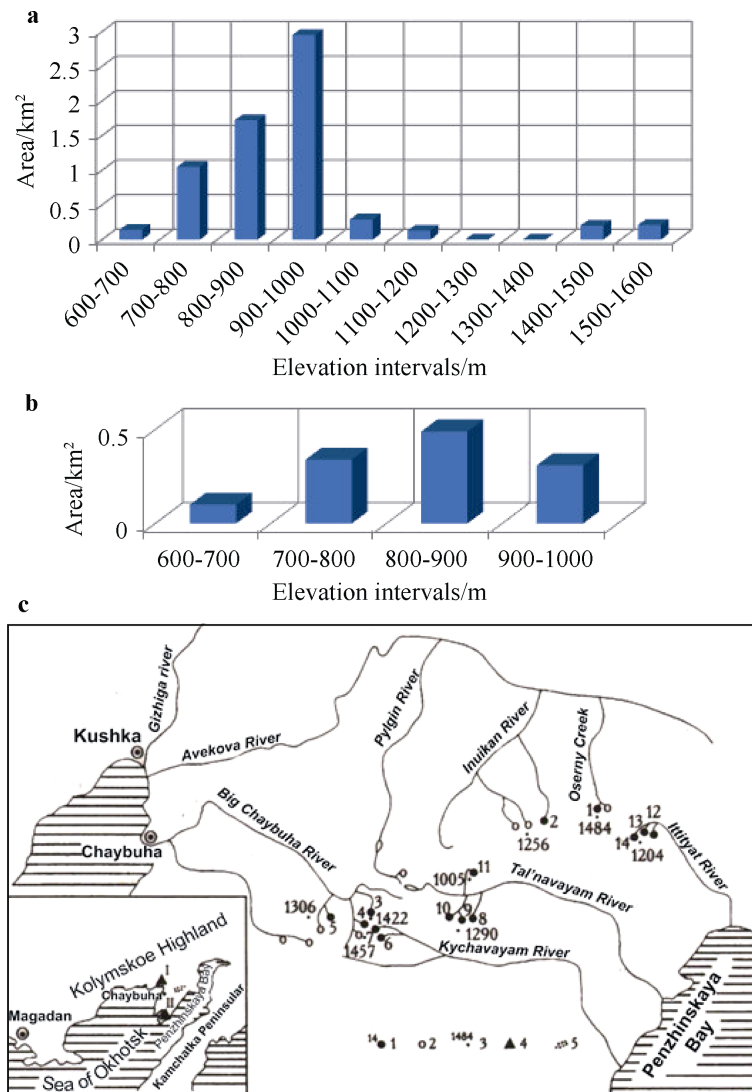 a
3
2.5
2
1.5
1
0.5
0
Area/km²
600-700
700-800
800-900
900-1000
1000-1100
1100-1200
1200-1300
1300-1400
1400-1500
1500-1600
Elevation intervals/m
b
0.5
0
Area/km²
600-700
700-800
800-900
900-1000
Elevation intervals/m
c
Gizhiga river
Kushka
Avekova River
Pylgin River
Inuikan River
Oserny Creek
Big Chaybuha River
Chaybuha
2
1256
1
1484
13
12
14
1204
Ittityat River
11
1005
Tal'navayam River
1306
5
3
4
1422
7
1457
6
10
9
8
1290
Kychavayam River
Penzhinskaya
Bay
Kolymskoe Highland
I
Chaybuha
II
Penzhinskaya Bay
Magadan
Sea of Okhotsk
Kamchatka Peninsular
14 1
2
1484 3
4
5